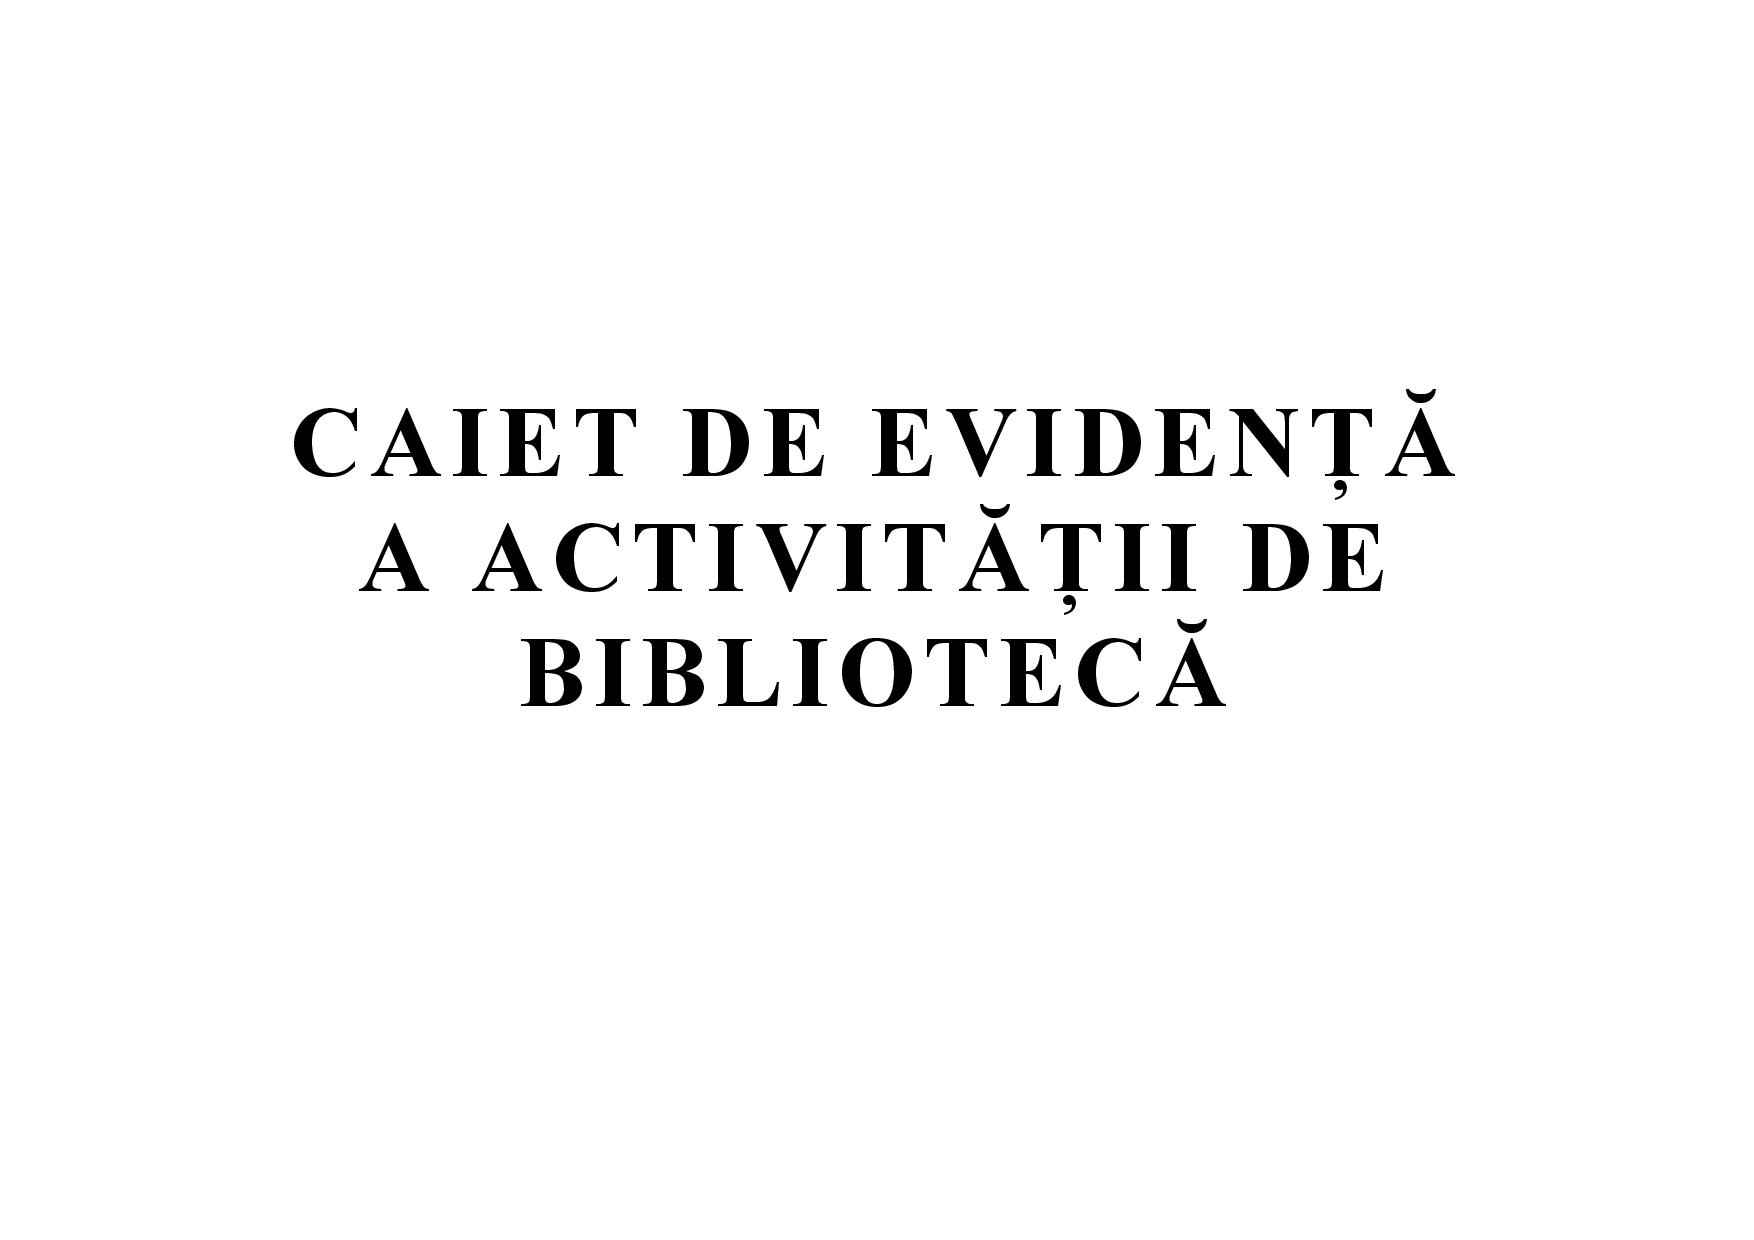 CAIET DE EVIDENȚĂ
A ACTIVITĂȚII DE
BIBLIOTECĂ